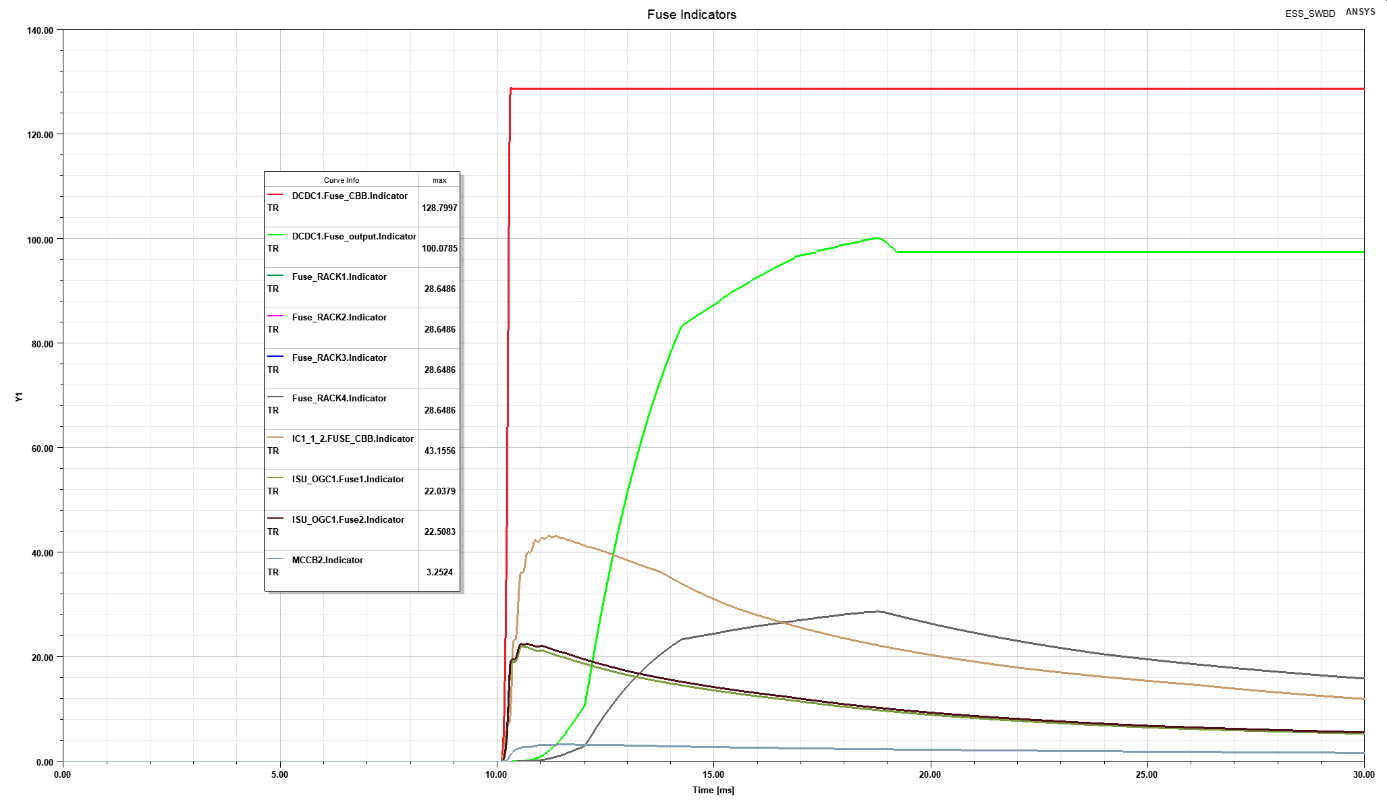 Fuse Indicators
ESS_SWBD ANSYS
140.00
120.00
100.00
80.00
60.00
40.00
20.00
0.00
Y1
Curve Info max
DCDC1.Fuse_CBB.Indicator
TR 128.7997
DCDC1.Fuse_output.Indicator
TR 100.0785
Fuse_RACK1.Indicator
TR 28.6486
Fuse_RACK2.Indicator
TR 28.6486
Fuse_RACK3.Indicator
TR 28.6486
Fuse_RACK4.Indicator
TR 28.6486
IC1_1_2.FUSE_CBB.Indicator
TR 43.1556
ISU_OGC1.Fuse1.Indicator
TR 22.0379
ISU_OGC1.Fuse2.Indicator
TR 22.5083
MCCB2.Indicator
TR 3.2524
0.00 5.00 10.00 15.00 20.00 25.00 30.00
Time [ms]